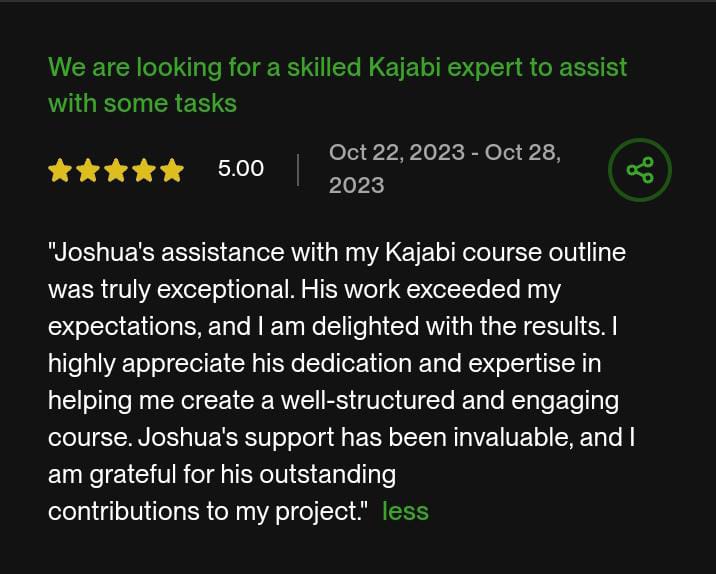 We are looking for a skilled Kajabi expert to assist
with some tasks
5.00
Oct 22, 2023 - Oct 28,
2023
"Joshua's assistance with my Kajabi course outline
was truly exceptional. His work exceeded my
expectations, and I am delighted with the results. I
highly appreciate his dedication and expertise in
helping me create a well-structured and engaging
course. Joshua's support has been invaluable, and I
am grateful for his outstanding
contributions to my project." less